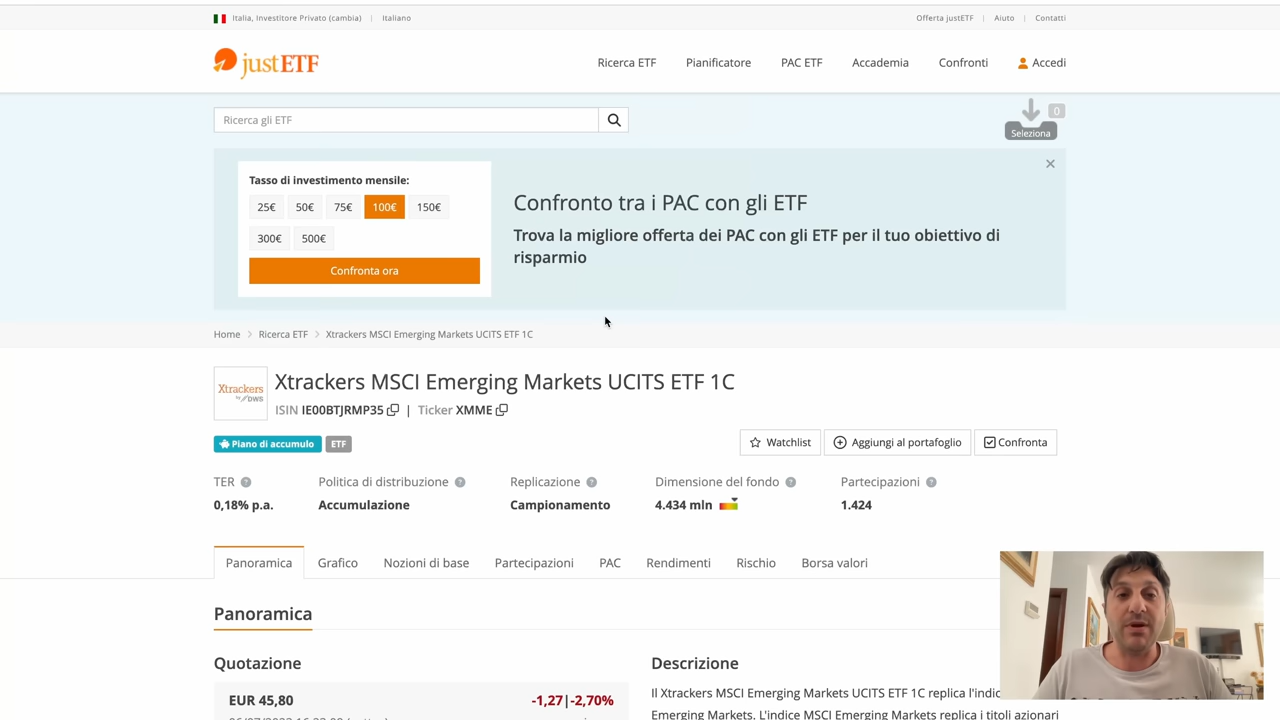 Italia, Investitore Privato (cambia) | Italiano
Offerta justETF | Aiuto | Contatti
justETF
Ricerca ETF Pianificatore PAC ETF Accademia Confronti Accedi
Ricerca gli ETF
0
Seleziona
Tasso di investimento mensile:
25€ 50€ 75€ 100€ 150€
300€ 500€
Confronta ora
Confronto tra i PAC con gli ETF
Trova la migliore offerta dei PAC con gli ETF per il tuo obiettivo di
risparmio
Home > Ricerca ETF > Xtrackers MSCI Emerging Markets UCITS ETF 1C
Xtrackers
by DWS
Xtrackers MSCI Emerging Markets UCITS ETF 1C
ISIN IE00BTJRMP35 | Ticker XMME
Piano di accumulo ETF
Watchlist Aggiungi al portafoglio Confronta
TER Politica di distribuzione Replicazione Dimensione del fondo Partecipazioni
0,18% p.a. Accumulazione Campionamento 4.434 mln 1.424
Panoramica Grafico Nozioni di base Partecipazioni PAC Rendimenti Rischio Borsa valori
Panoramica
Quotazione
EUR 45,80 -1,27|-2,70%
Descrizione
Il Xtrackers MSCI Emerging Markets UCITS ETF 1C replica l'indic
Emerging Markets. L'indice MSCI Emerging Markets replica i titoli azionari